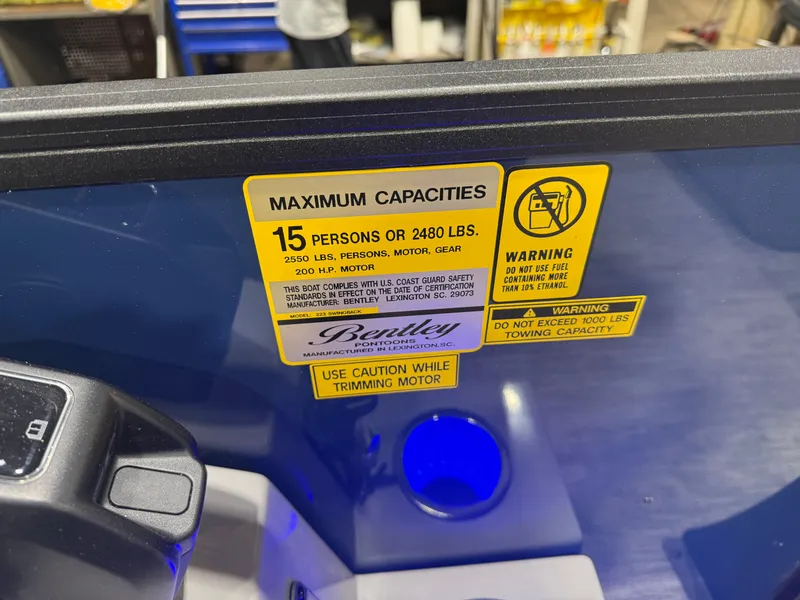 MAXIMUM CAPACITIES
15 PERSONS OR 2480 LBS.
2550 LBS, PERSONS, MOTOR, GEAR
200 H.P. MOTOR
THIS BOAT COMPLIES WITH U.S. COAST GUARD SAFETY
STANDARDS IN EFFECT ON THE DATE OF CERTIFICATION
MANUFACTURER: BENTLEY LEXINGTON SC. 29073
MODEL: 223 SWINGBACK
Bentley
PONTOONS
MANUFACTURED IN LEXINGTON, SC.
WARNING
DO NOT USE FUEL
CONTAINING MORE
THAN 10% ETHANOL.
WARNING
DO NOT EXCEED 1000 LBS
TOWING CAPACITY
USE CAUTION WHILE
TRIMMING MOTOR